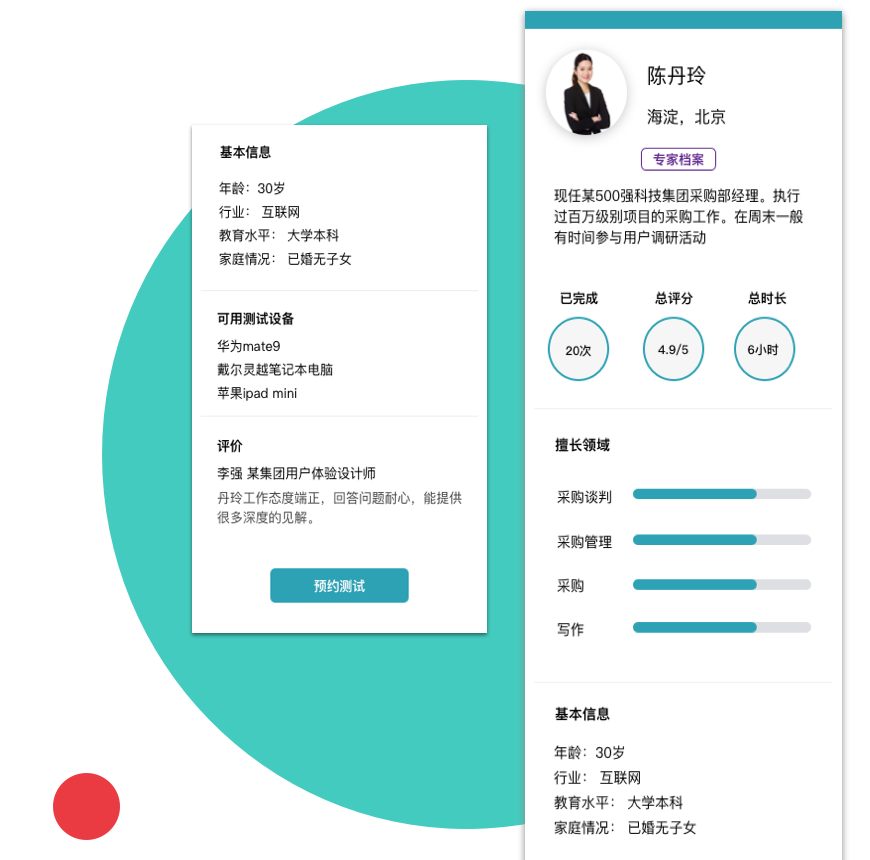 基本信息
年龄：30岁
行业： 互联网
教育水平： 大学本科
家庭情况： 已婚无子女
可用测试设备
华为mate9
戴尔灵越笔记本电脑
苹果ipad mini
评价
李强 某集团用户体验设计师
丹玲工作态度端正，回答问题耐心，能提供
很多深度的见解。
预约测试
陈丹玲
海淀，北京
专家档案
现任某500强科技集团采购部经理。执行
过百万级别项目的采购工作。在周末一般
有时间参与用户调研活动
已完成 总评分 总时长
20次 4.9/5 6小时
擅长领域
采购谈判
采购管理
采购
写作
基本信息
年龄：30岁
行业： 互联网
教育水平： 大学本科
家庭情况： 已婚无子女